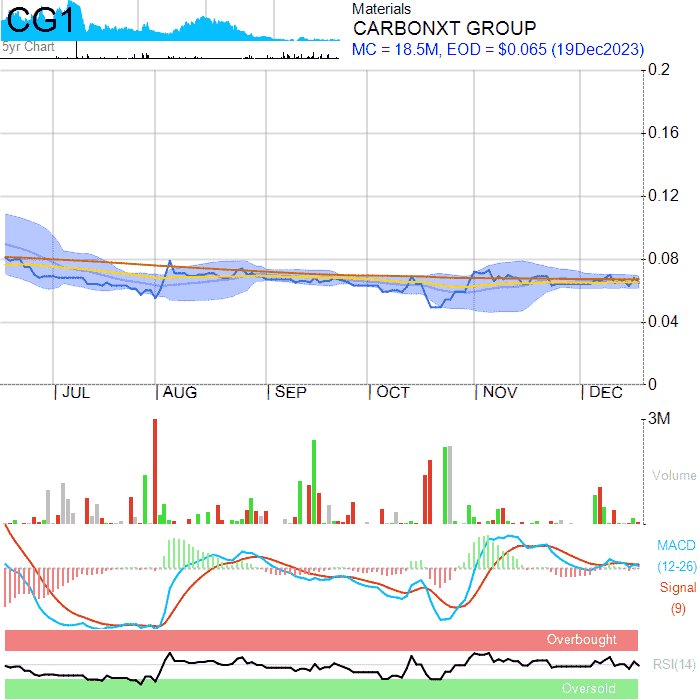 CG1
5yr Chart
Materials
CARBONXT GROUP
MC = 18.5M, EOD = $0.065 (19Dec2023)
0.2
0.16
0.12
0.08
0.04
0
JUL
AUG
SEP
OCT
NOV
DEC
3M
Volume
MACD
(12-26)
Signal
(9)
Overbought
RSI(14)
Oversold